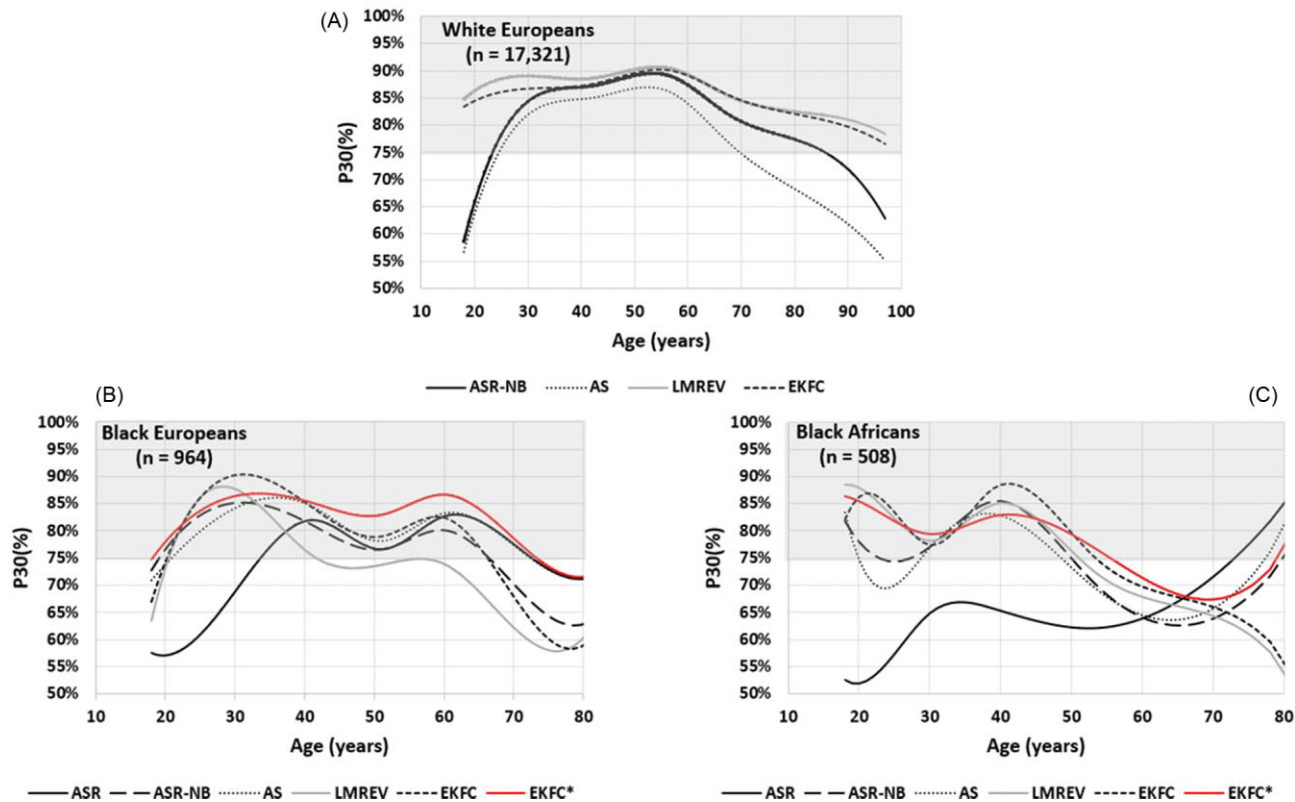 (A)
White Europeans
(n = 17,321)
P30(%)
100%
95%
90%
85%
80%
75%
70%
65%
60%
55%
50%
10 20 30 40 50 60 70 80 90 100
Age (years)
ASR-NB AS LMREV EKFC
(B)
Black Europeans
(n = 964)
P30(%)
100%
95%
90%
85%
80%
75%
70%
65%
60%
55%
50%
10 20 30 40 50 60 70 80
Age (years)
ASR ASR-NB AS LMREV EKFC EKFC*
(C)
Black Africans
(n = 508)
P30(%)
100%
95%
90%
85%
80%
75%
70%
65%
60%
55%
50%
10 20 30 40 50 60 70 80
Age (years)
ASR ASR-NB AS LMREV EKFC EKFC*